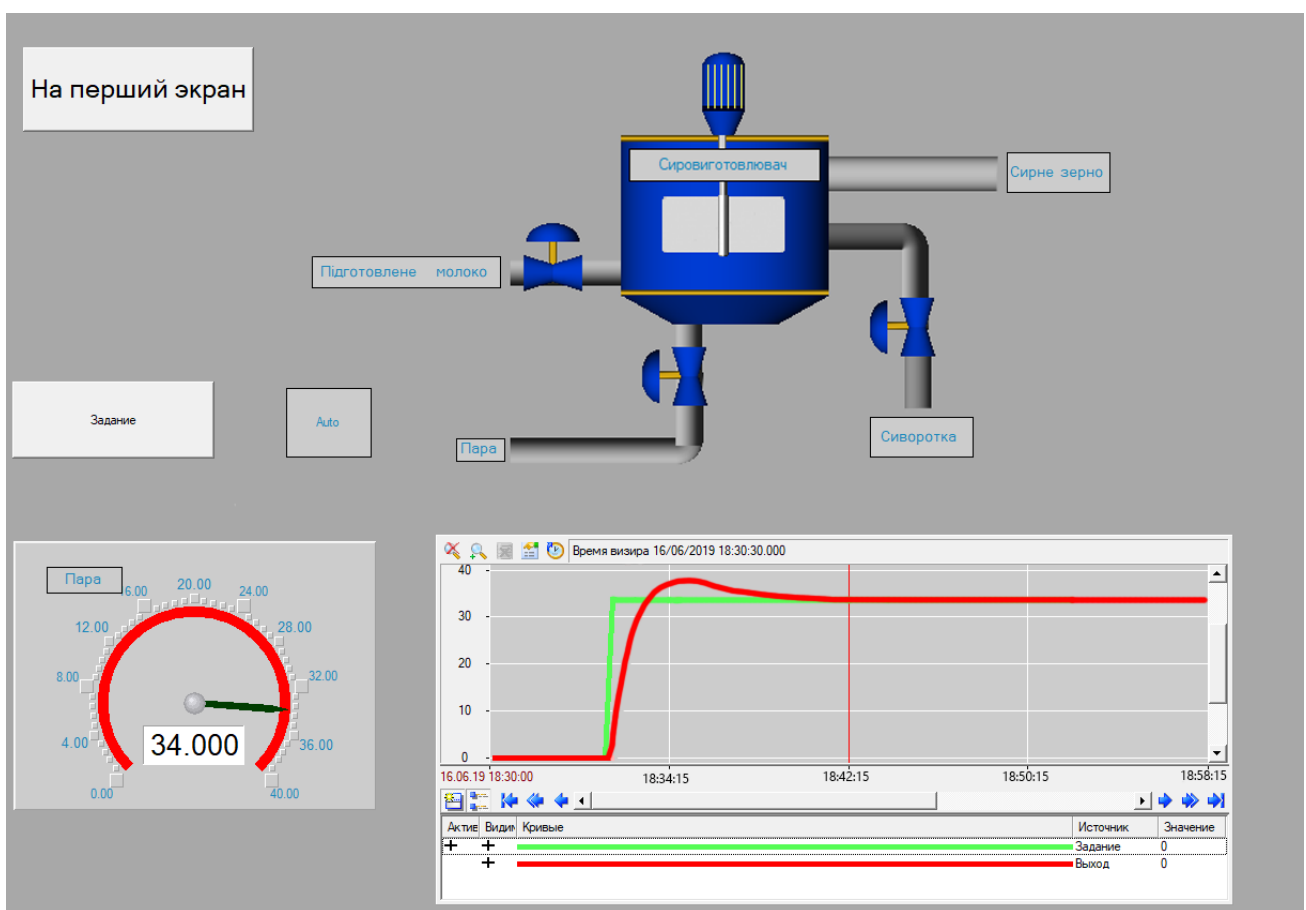 На перший экран
Сировиготовлювач
Сирне зерно
Підготовлене молоко
Задание
Auto
Пара
Сиворотка
Пара
0.00
4.00
8.00
12.00
6.00
20.00
24.00
28.00
32.00
36.00
40.00
34.000
Время визира 16/06/2019 18:30:30.000
40
30
20
10
0
16.06.19 18:30:00 18:34:15 18:42:15 18:50:15 18:58:15
Актив Видим Кривые Источник Значение
Задание 0
Выход 0